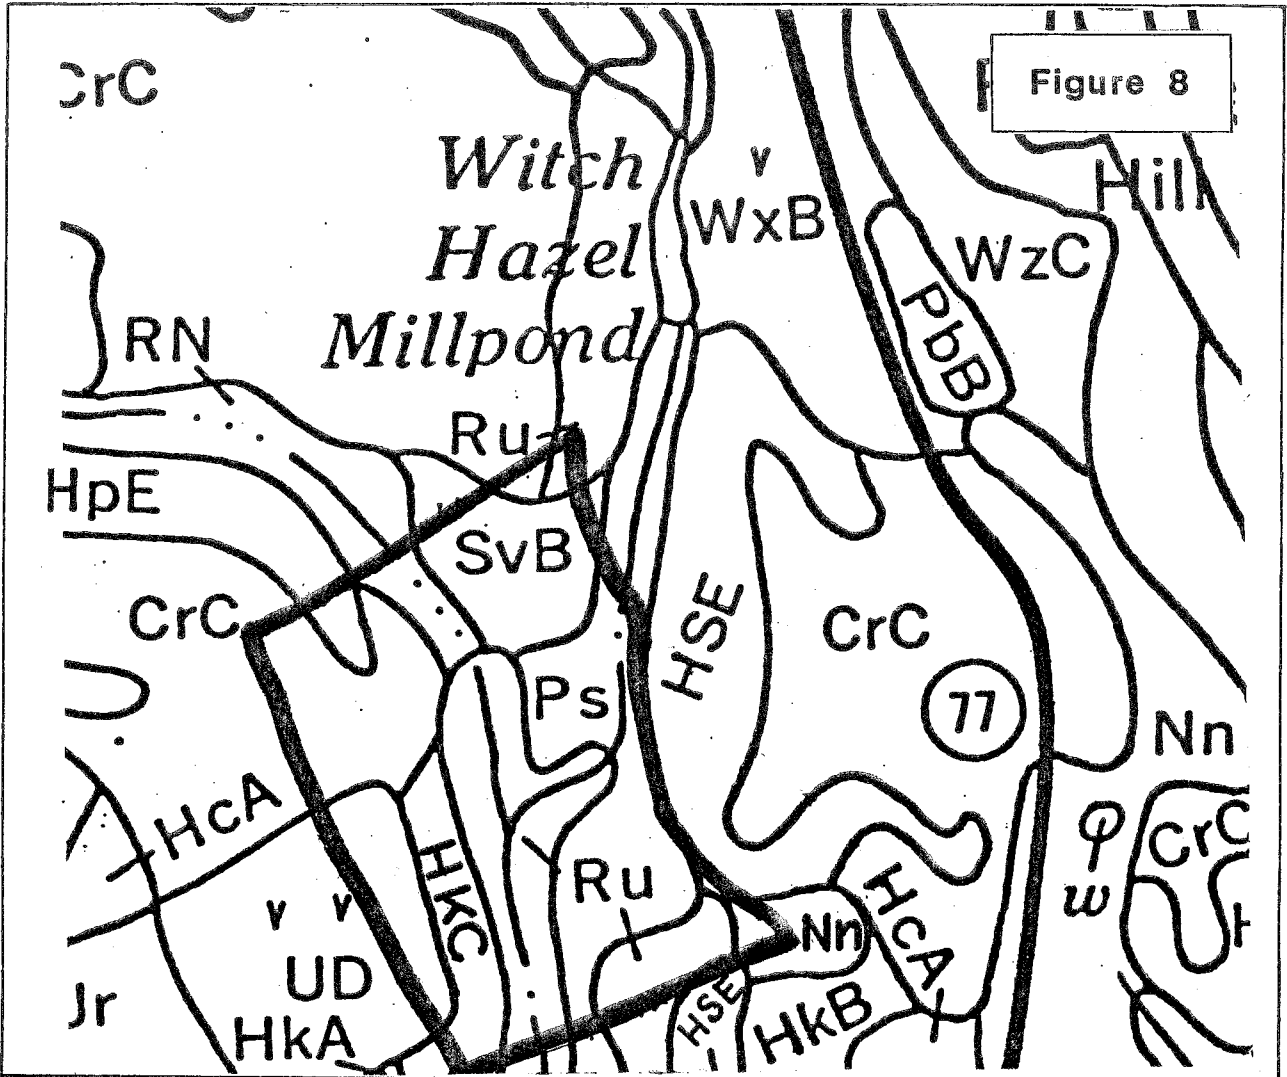 Figure 8
CrC
Hill
Witch
Hazel
Millpond
WxB
WzC
PbB
RN
Ru
HpE
SvB
CrC
HSE
CrC
Ps
77
Nn
HcA
CrC
HKC
Ru
HcA
Nn
w
UD
Jr
HkA
HSE
HkB